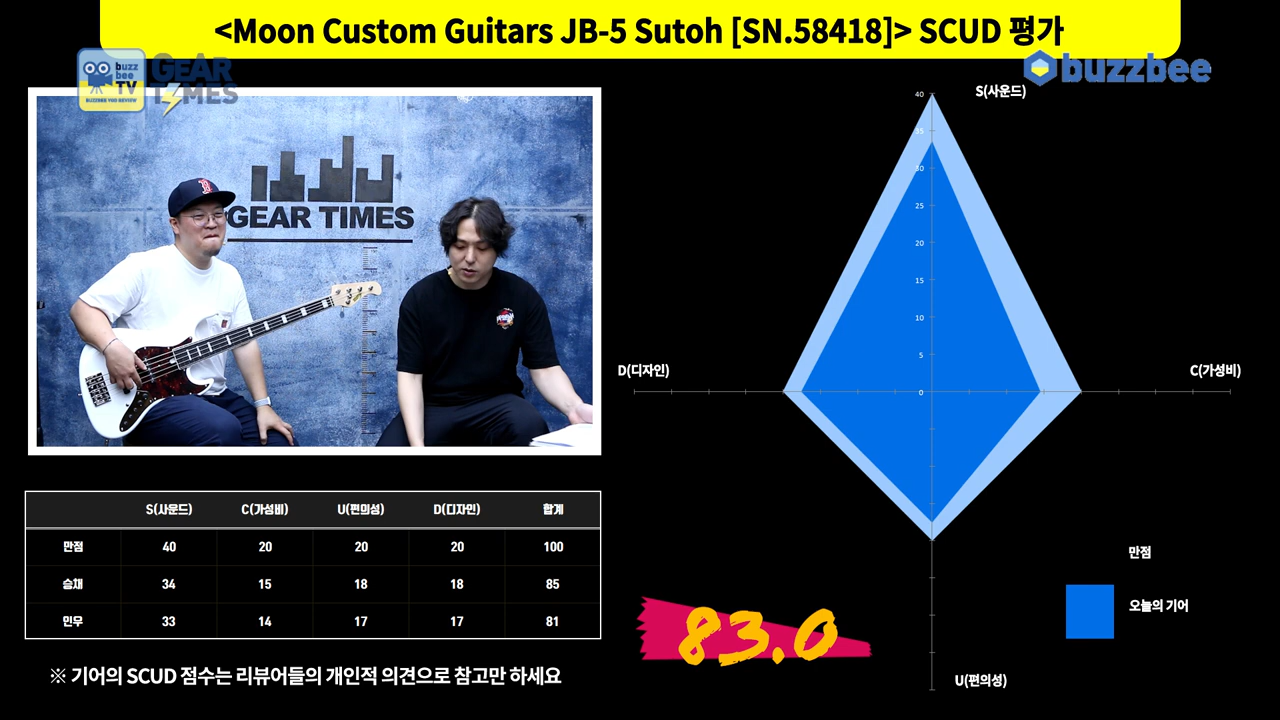 <Moon Custom Guitars JB-5 Sutoh [SN.58418]> SCUD 평가
buzz
bee
TV
BUZZBEE VOD REVIEW
GEAR
TIMES
buzzbee
GEAR TIMES
S(사운드)
40
35
30
25
20
15
10
5
0
D(디자인)
C(가성비)
U(편의성)
만점
오늘의 기어
S(사운드) C(가성비) U(편의성) D(디자인) 합계
만점 40 20 20 20 100
승채 34 15 18 18 85
민우 33 14 17 17 81
83.0
※ 기어의 SCUD 점수는 리뷰어들의 개인적 의견으로 참고만 하세요